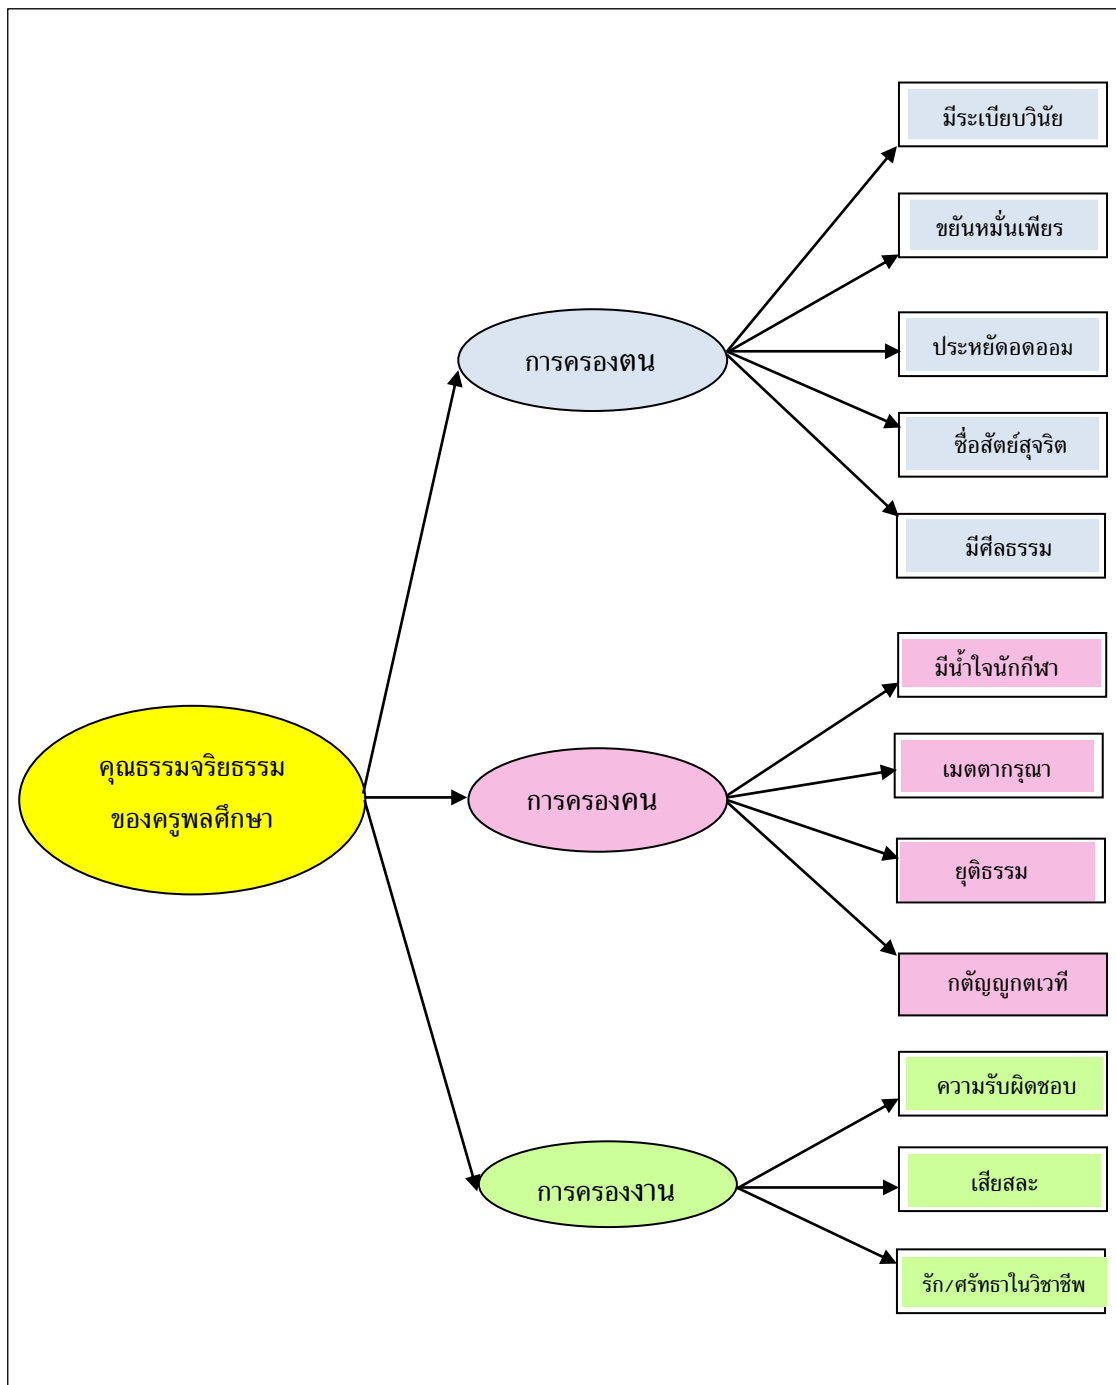 มีระเบียบวินัย
ขยันหมั่นเพียร
ประหยัดอดออม
การครองตน
ซื่อสัตย์สุจริต
มีศีลธรรม
มีน้ำใจนักกีฬา
เมตตากรุณา
คุณธรรมจริยธรรม
ของครูพลศึกษา
การครองคน
ยุติธรรม
กตัญญูกตเวที
ความรับผิดชอบ
เสียสละ
การครองงาน
รัก/ศรัทธาในวิชาชีพ